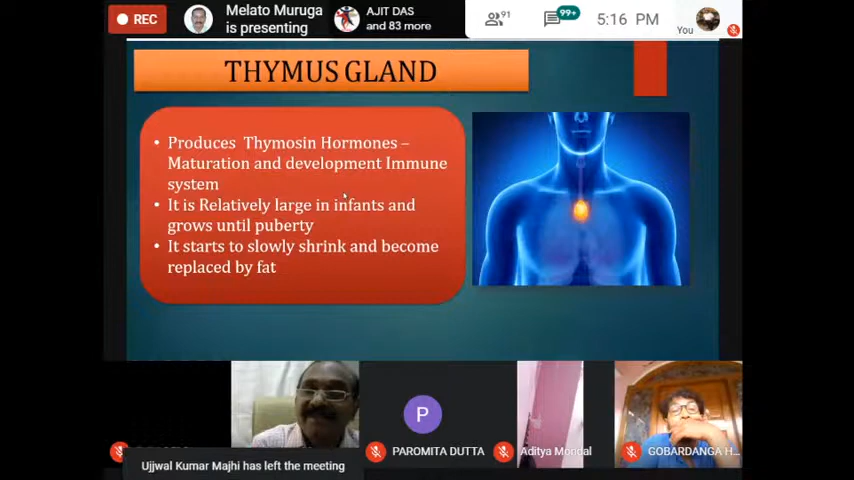 REC
Melato Muruga
is presenting
AJIT DAS
and 83 more
91
99+
5:16 PM
You
THYMUS GLAND
• Produces Thymosin Hormones –
Maturation and development Immune
system
• It is Relatively large in infants and
grows until puberty
• It starts to slowly shrink and become
replaced by fat
P
PAROMITA DUTTA
Aditya Mondal
GOBARDANGA H...
Ujjwal Kumar Majhi has left the meeting